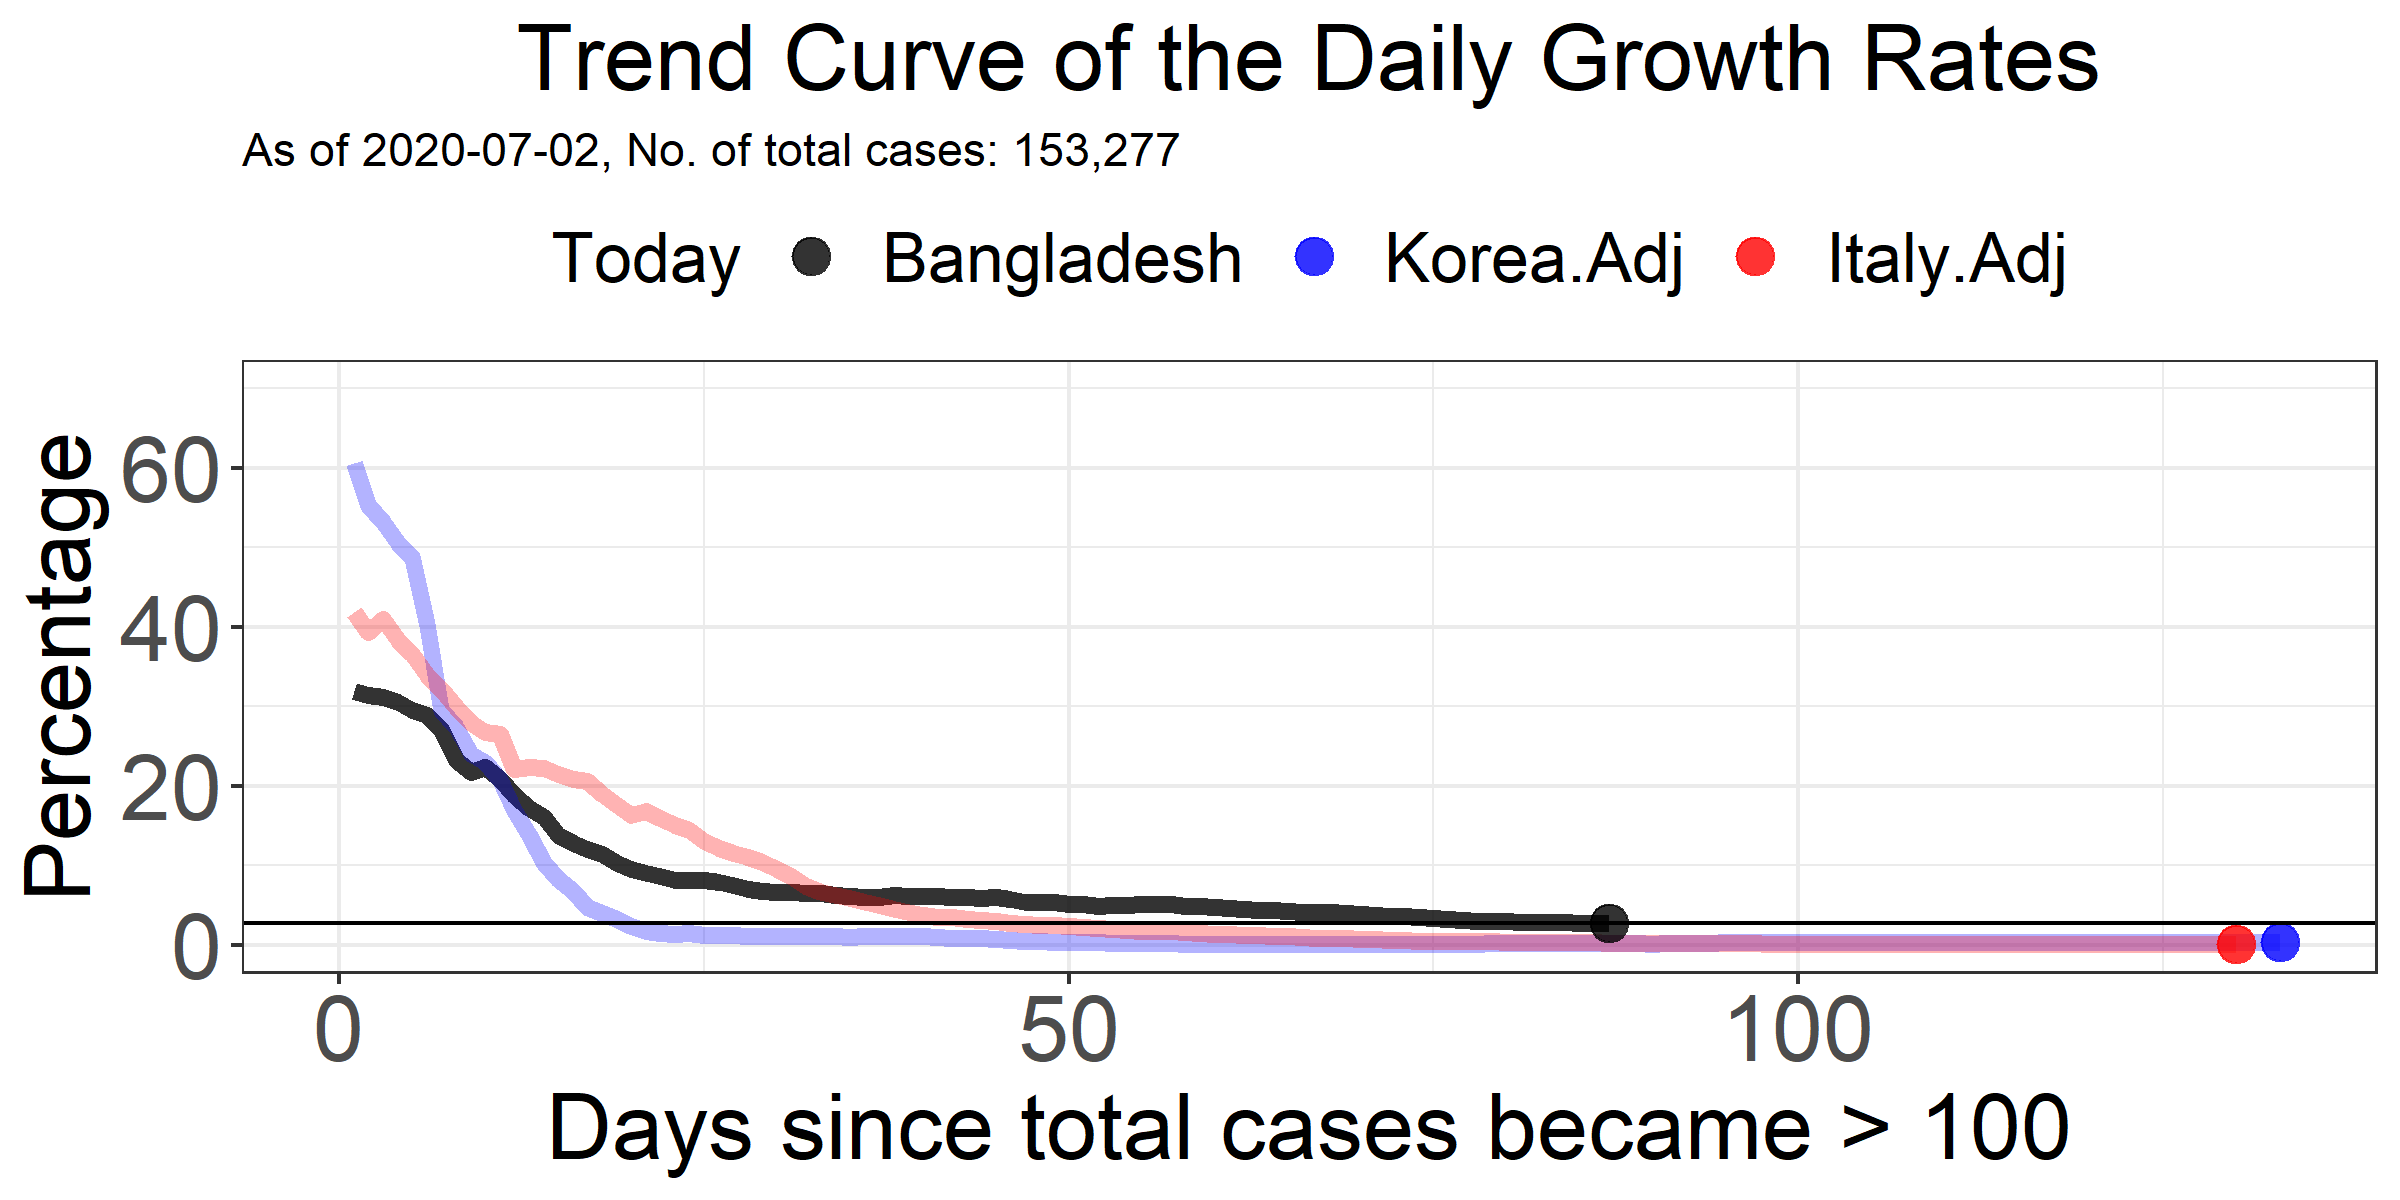 Trend Curve of the Daily Growth Rates
As of 2020-07-02, No. of total cases: 153,277
Today Bangladesh Korea.Adj Italy.Adj
Percentage
60
40
20
0
0 50 100
Days since total cases became > 100